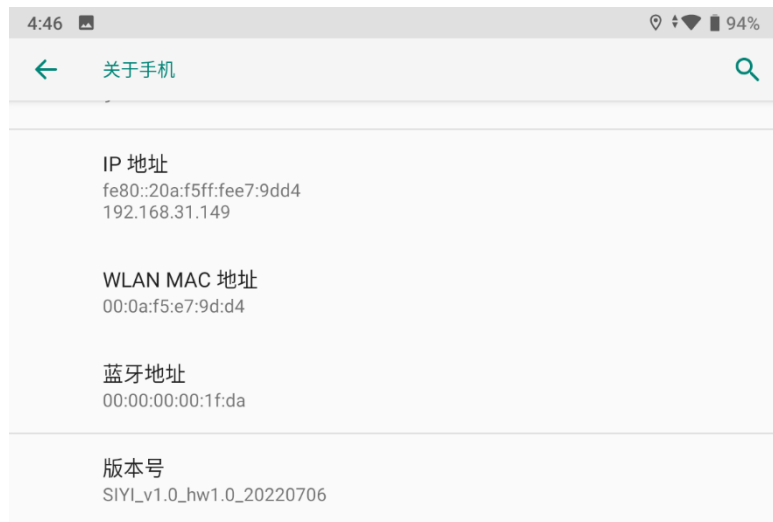 4:46
94%
关于手机
IP 地址
fe80::20a:f5ff:fee7:9dd4
192.168.31.149
WLAN MAC 地址
00:0a:f5:e7:9d:d4
蓝牙地址
00:00:00:00:1f:da
版本号
SIYI_v1.0_hw1.0_20220706